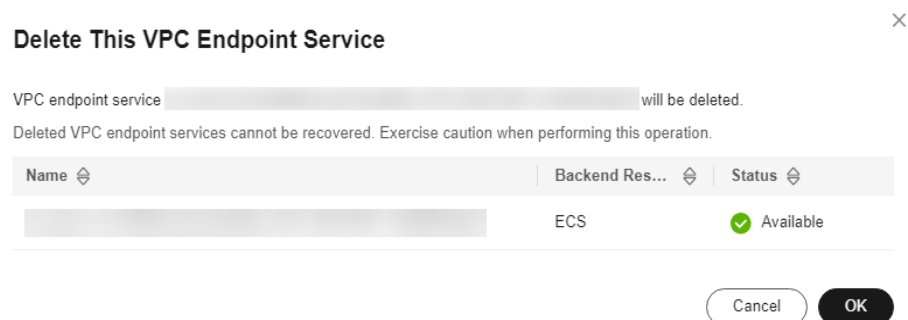 Delete This VPC Endpoint Service
VPC endpoint service will be deleted.
Deleted VPC endpoint services cannot be recovered. Exercise caution when performing this operation.
Name Backend Res... Status
ECS Available
Cancel OK